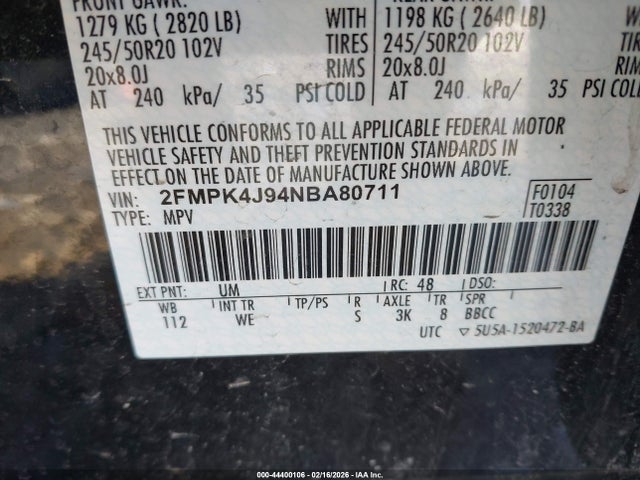 FRONT GAWR:
1279 KG ( 2820 LB) WITH 1198 KG ( 2640 LB)
245/50R20 102V TIRES 245/50R20 102V
20x8.0J RIMS 20x8.0J
AT 240 kPa/ 35 PSI COLD AT 240 kPa/ 35 PSI COLD
THIS VEHICLE CONFORMS TO ALL APPLICABLE FEDERAL MOTOR
VEHICLE SAFETY AND THEFT PREVENTION STANDARDS IN
EFFECT ON THE DATE OF MANUFACTURE SHOWN ABOVE.
VIN: 2FMPK4J94NBA80711 F0104
TYPE: MPV T0338
EXT PNT: UM RC: 48 DSO:
WB INT TR TP/PS R AXLE TR SPR
112 WE S 3K 8 BBCC
UTC ▽ 5U5A-1520472-BA
000-44400106 - 02/16/2026 - IAA Inc.